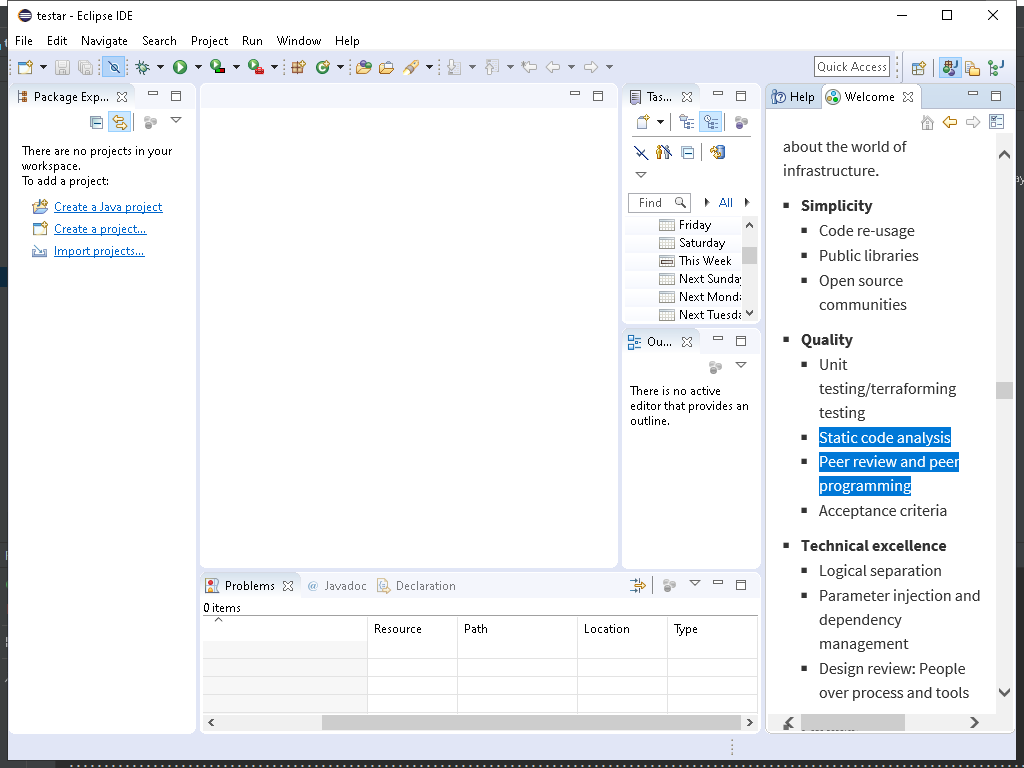 testar - Eclipse IDE
File Edit Navigate Search Project Run Window Help
Quick Access
Package Exp...
There are no projects in your
workspace.
To add a project:
Create a Java project
Create a project...
Import projects...
Tas...
Find
All
Friday
Saturday
This Week
Next Sunday
Next Mond
Next Tuesda
Ou...
There is no active
editor that provides an
outline.
Problems
@ Javadoc
Declaration
0 items
Resource Path Location Type
Help
Welcome
about the world of
infrastructure.
Simplicity
Code re-usage
Public libraries
Open source
communities
Quality
Unit
testing/terraforming
testing
Static code analysis
Peer review and peer
programming
Acceptance criteria
Technical excellence
Logical separation
Parameter injection and
dependency
management
Design review: People
over process and tools